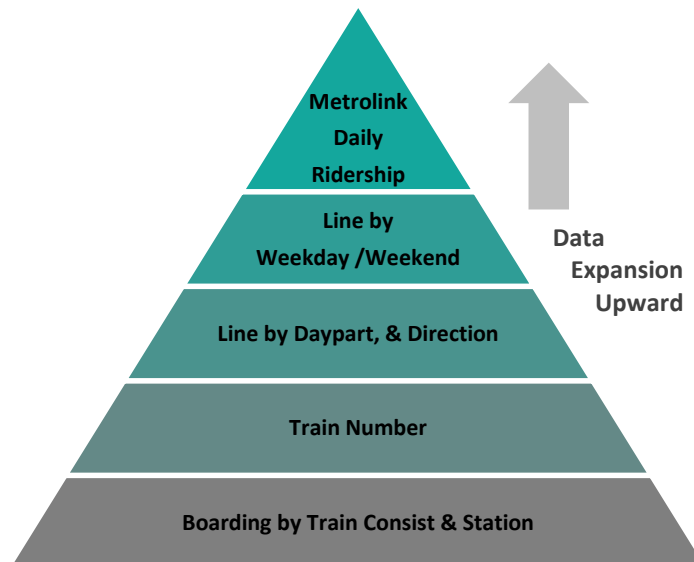 Metrolink
Daily
Ridership
Line by
Weekday /Weekend
Data
Expansion
Upward
Line by Daypart, & Direction
Train Number
Boarding by Train Consist & Station